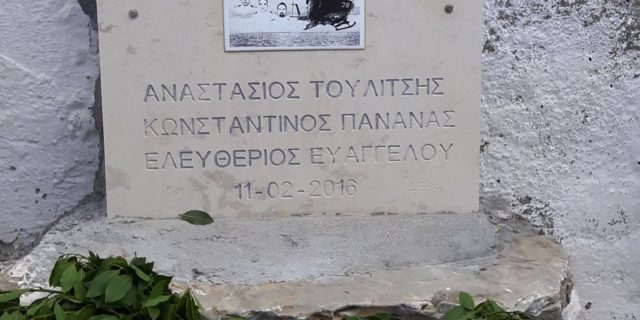 ΑΝΑΣΤΑΣΙΟΣ ΤΟΥΛΙΤΣΗΣ
ΚΩΝΣΤΑΝΤΙΝΟΣ ΠΑΝΑΝΑΣ
ΕΛΕΥΘΕΡΙΟΣ ΕΥΑΓΓΕΛΟΥ
11-02-2016